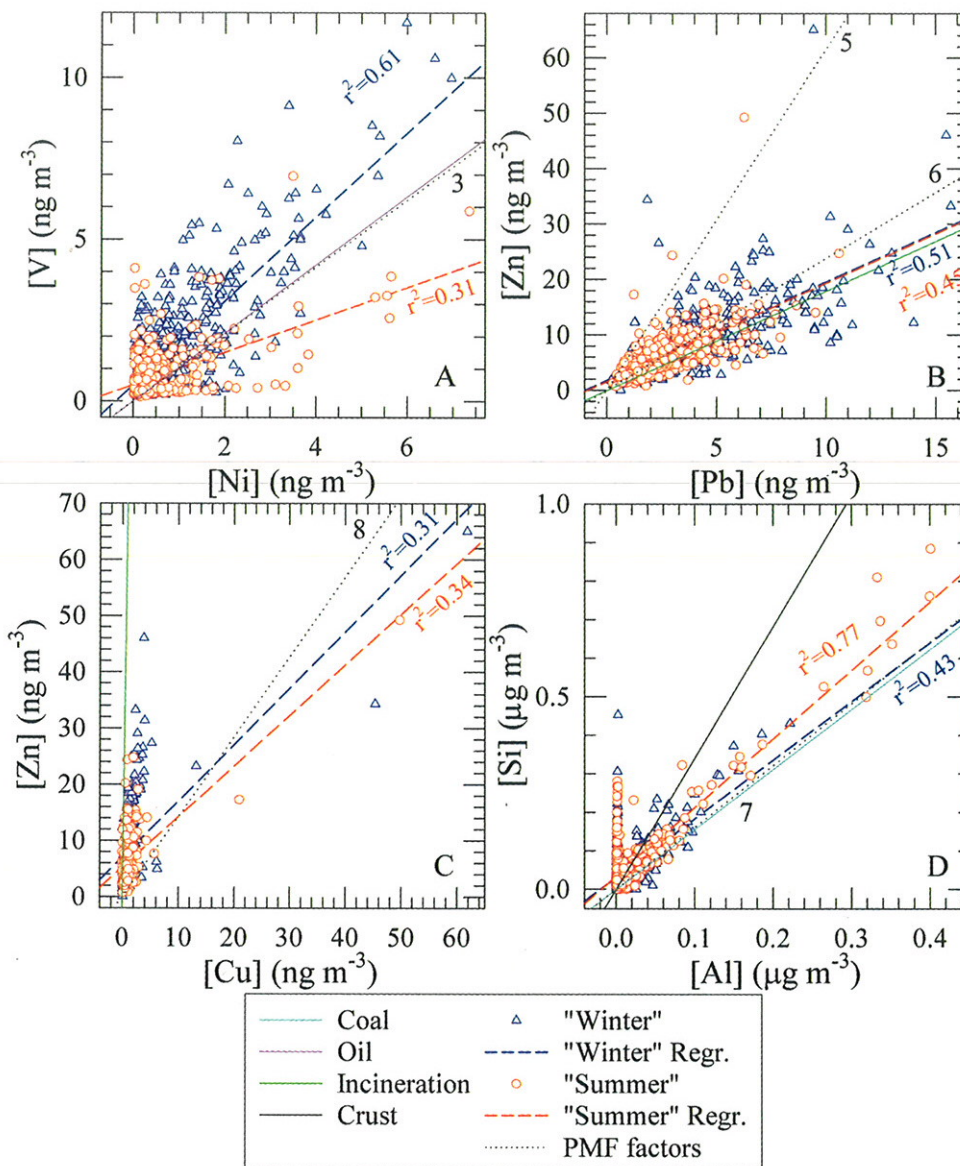 10
5
0
[V] (ng m⁻³)
r²=0.61
3
r²=0.31
A
0 2 4 6
[Ni] (ng m⁻³)
60
50
40
30
20
10
0
[Zn] (ng m⁻³)
5
6
r²=0.51
B
0 5 10 15
[Pb] (ng m⁻³)
70
60
50
40
30
20
10
0
[Zn] (ng m⁻³)
8
r²=0.31
r²=0.34
C
0 10 20 30 40 50 60
[Cu] (ng m⁻³)
1.0
0.5
0.0
[Si] (µg m⁻³)
r²=0.77
r²=0.43
7
D
0.0 0.1 0.2 0.3 0.4
[Al] (µg m⁻³)
Coal
Oil
Incineration
Crust
"Winter"
"Winter" Regr.
"Summer"
"Summer" Regr.
PMF factors